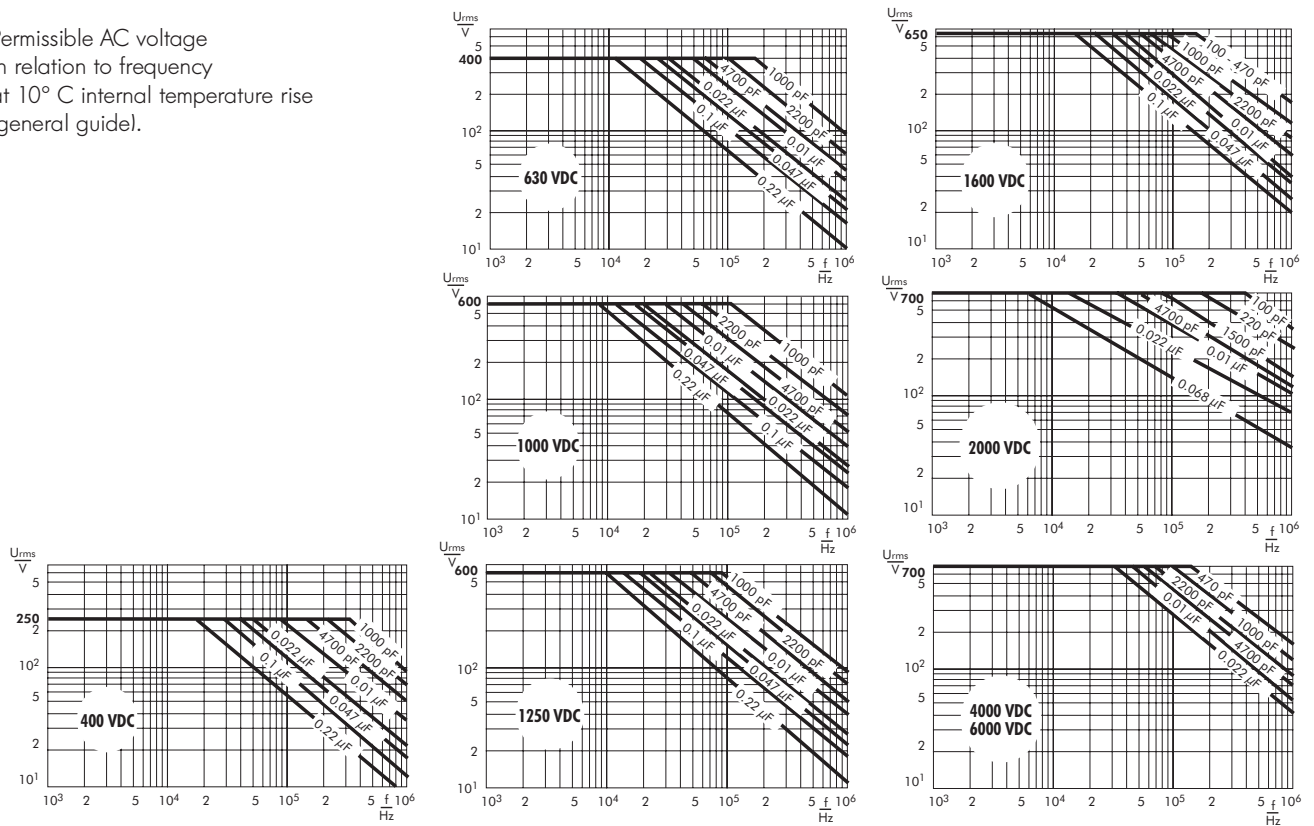 Permissible AC voltage
in relation to frequency
at 10° C internal temperature rise
general guide).
Urms
V
5
400
2
10²
5
2
10¹
1000 pF
4700 pF
2200 pF
0.022 µF
0.01 µF
0.1 µF
0.047 µF
0.22 µF
630 VDC
10³ 2 5 10⁴ 2 5 10⁵ 2 5 f 10⁶
Hz
Urms
V
650
5
2
10²
5
2
10¹
100 - 470 pF
1000 pF
4700 pF
2200 pF
0.022 µF
0.01 µF
0.1 µF
0.047 µF
1600 VDC
10³ 2 5 10⁴ 2 5 10⁵ 2 5 f 10⁶
Hz
Urms
V
600
5
2
10²
5
2
10¹
2200 pF
1000 pF
0.01 µF
4700 pF
0.047 µF
0.022 µF
0.22 µF
0.1 µF
1000 VDC
10³ 2 5 10⁴ 2 5 10⁵ 2 5 f 10⁶
Hz
Urms
V 700
5
2
10²
5
2
10¹
100 pF
220 pF
4700 pF
1500 pF
0.022 µF
0.01 µF
0.068 µF
2000 VDC
10³ 2 5 10⁴ 2 5 10⁵ 2 5 f 10⁶
Hz
Urms
V
5
250
2
10²
5
2
10¹
1000 pF
2200 pF
4700 pF
0.022 µF
0.01 µF
0.1 µF
0.047 µF
0.22 µF
400 VDC
10³ 2 5 10⁴ 2 5 10⁵ 2 5 f 10⁶
Hz
Urms
V
600
5
2
10²
5
2
10¹
1000 pF
4700 pF
2200 pF
0.022 µF
0.01 µF
0.1 µF
0.047 µF
0.22 µF
1250 VDC
10³ 2 5 10⁴ 2 5 10⁵ 2 5 f 10⁶
Hz
Urms
V 700
5
2
10²
5
2
10¹
470 pF
2200 pF
1000 pF
0.01 µF
4700 pF
0.022 µF
4000 VDC
6000 VDC
10³ 2 5 10⁴ 2 5 10⁵ 2 5 f 10⁶
Hz